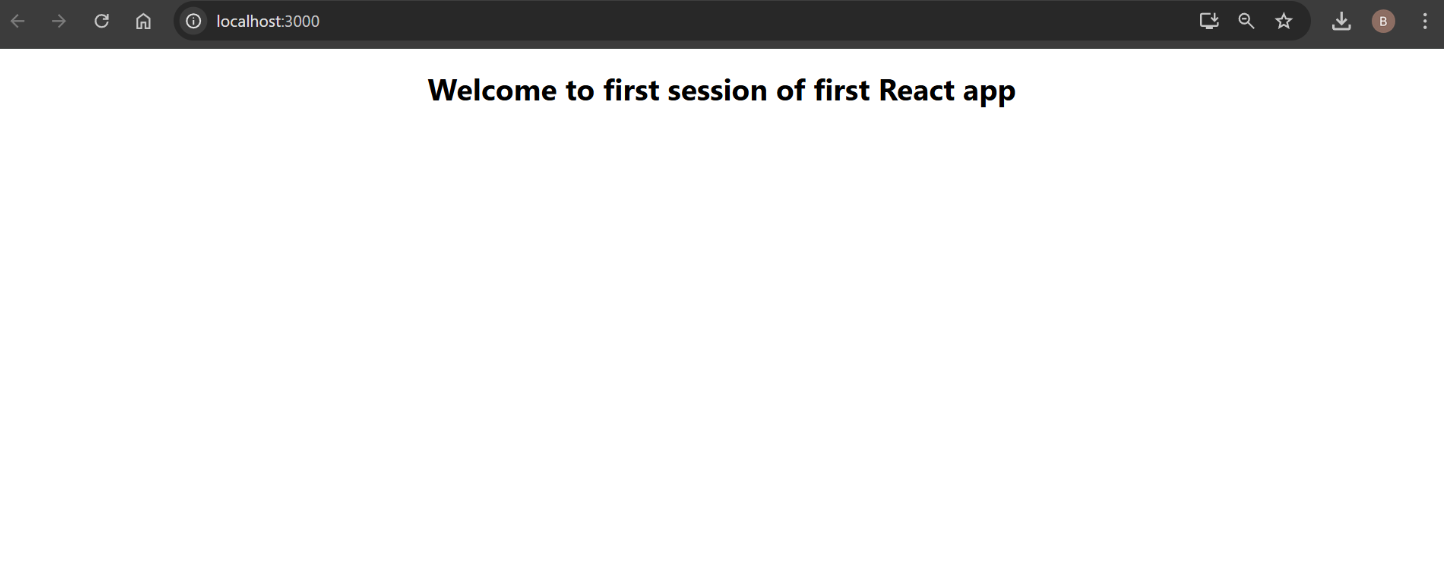 localhost:3000
B
Welcome to first session of first React app